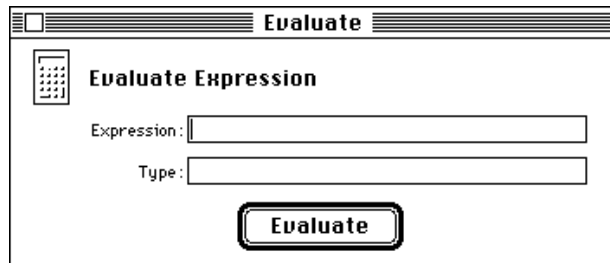 Evaluate
Evaluate Expression
Expression:
Type:
Evaluate